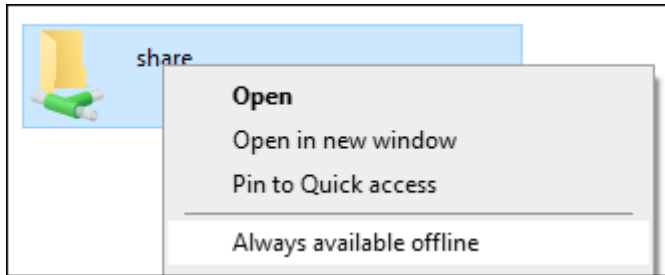 share
Open
Open in new window
Pin to Quick access
Always available offline